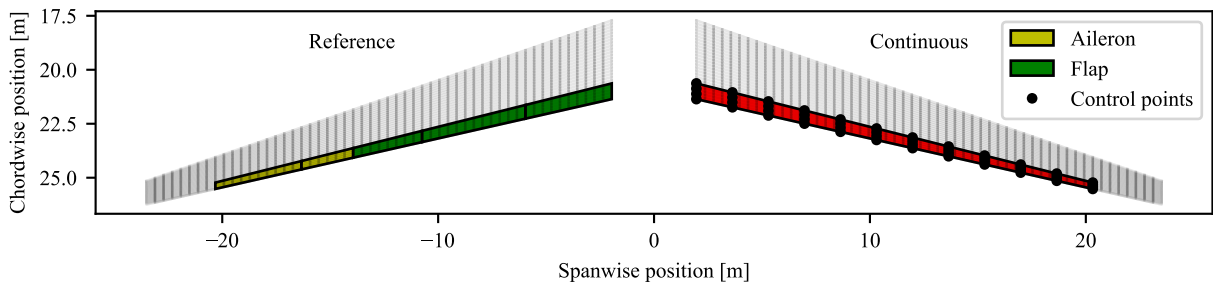 Reference
Continuous
Aileron
Flap
Control points
Chordwise position [m]
17.5
20.0
22.5
25.0
−20
−10
0
10
20
Spanwise position [m]